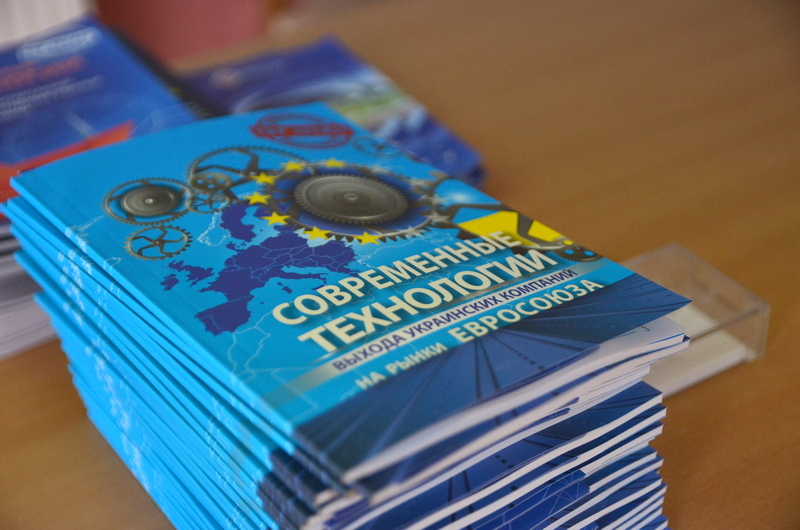 СОВРЕМЕННЫЕ
ТЕХНОЛОГИИ
ВЫХОДА УКРАИНСКИХ КОМПАНИЙ
НА РЫНКИ ЕВРОСОЮЗА